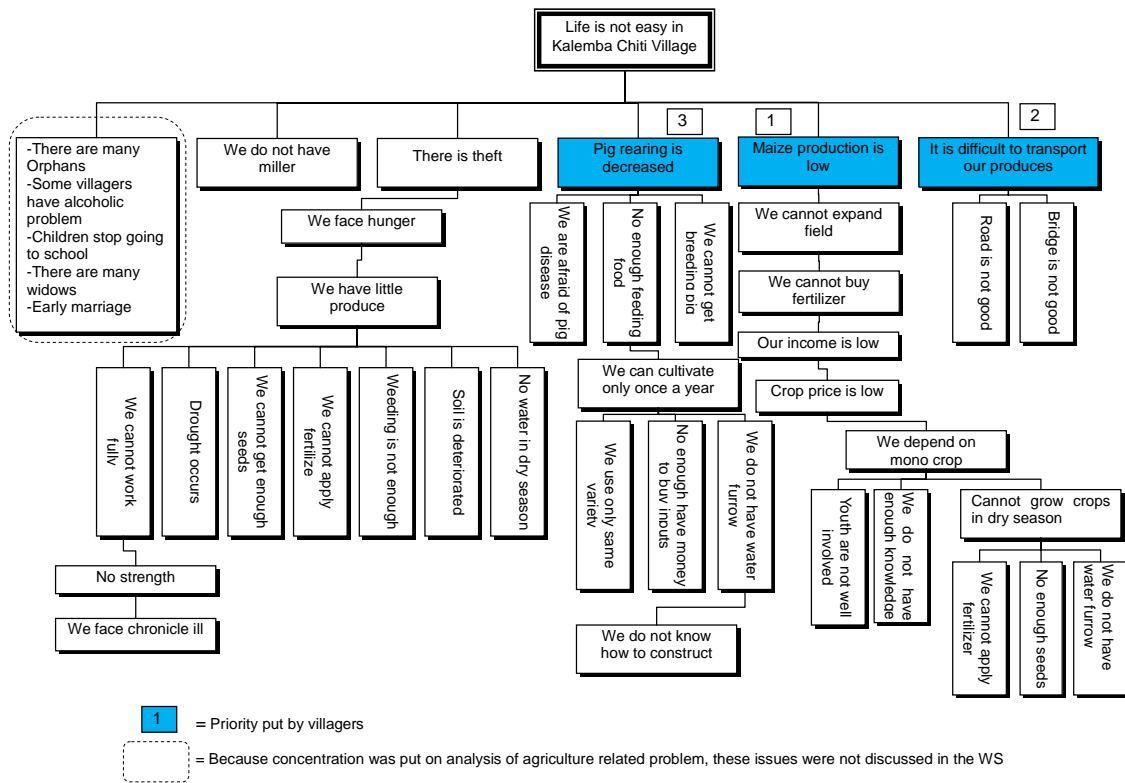 Life is not easy in
Kalemba Chiti Village
3
1
2
-There are many
Orphans
-Some villagers
have alcoholic
problem
-Children stop going
to school
-There are many
widows
-Early marriage
We do not have
miller
There is theft
Pig rearing is
decreased
Maize production is
low
It is difficult to transport
our produces
We face hunger
We have little
produce
We are afraid of pig
disease
No enough feeding
food
We cannot get
breeding pig
We cannot expand
field
We cannot buy
fertilizer
Our income is low
Crop price is low
Road is not good
Bridge is not good
We can cultivate
only once a year
We depend on
mono crop
We cannot work
fully
Drought occurs
We cannot get enough
seeds
We cannot apply
fertilize
Weeding is not enough
Soil is deteriorated
No water in dry season
We use only same
variety
No enough have money
to buy inputs
We do not have water
furrow
Youth are not well
involved
We do not have
enough knowledge
Cannot grow crops
in dry season
We cannot apply
fertilizer
No enough seeds
We do not have
water furrow
No strength
We face chronicle ill
We do not know
how to construct
1
= Priority put by villagers
= Because concentration was put on analysis of agriculture related problem, these issues were not discussed in the WS